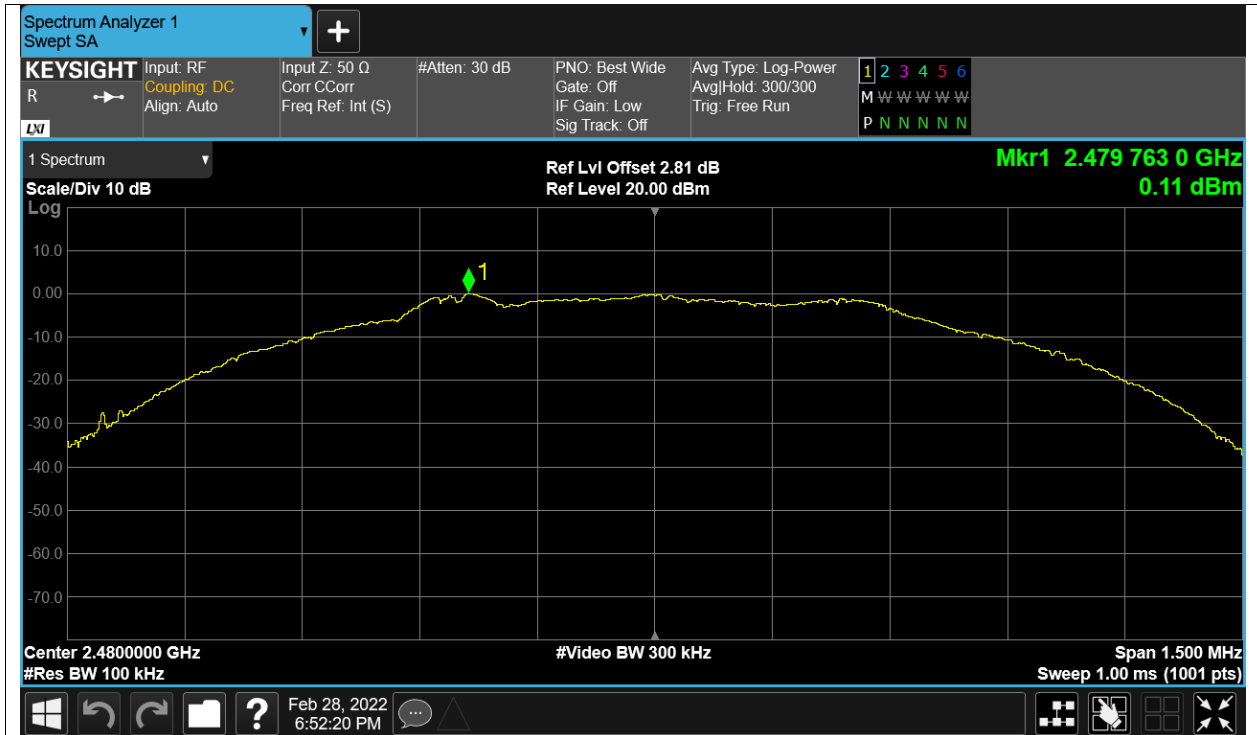 Spectrum Analyzer 1
Swept SA
+
KEYSIGHT
R
LXI
Input: RF
Coupling: DC
Align: Auto
Input Z: 50 Ω
Corr CCorr
Freq Ref: Int (S)
#Atten: 30 dB
PNO: Best Wide
Gate: Off
IF Gain: Low
Sig Track: Off
Avg Type: Log-Power
Avg|Hold: 300/300
Trig: Free Run
1 2 3 4 5 6
M W W W W W
P N N N N N
1 Spectrum
Scale/Div 10 dB
Log
Ref Lvl Offset 2.81 dB
Ref Level 20.00 dBm
Mkr1 2.479 763 0 GHz
0.11 dBm
10.0
0.00
-10.0
-20.0
-30.0
-40.0
-50.0
-60.0
-70.0
1
Center 2.4800000 GHz
#Res BW 100 kHz
#Video BW 300 kHz
Span 1.500 MHz
Sweep 1.00 ms (1001 pts)
?
Feb 28, 2022
6:52:20 PM